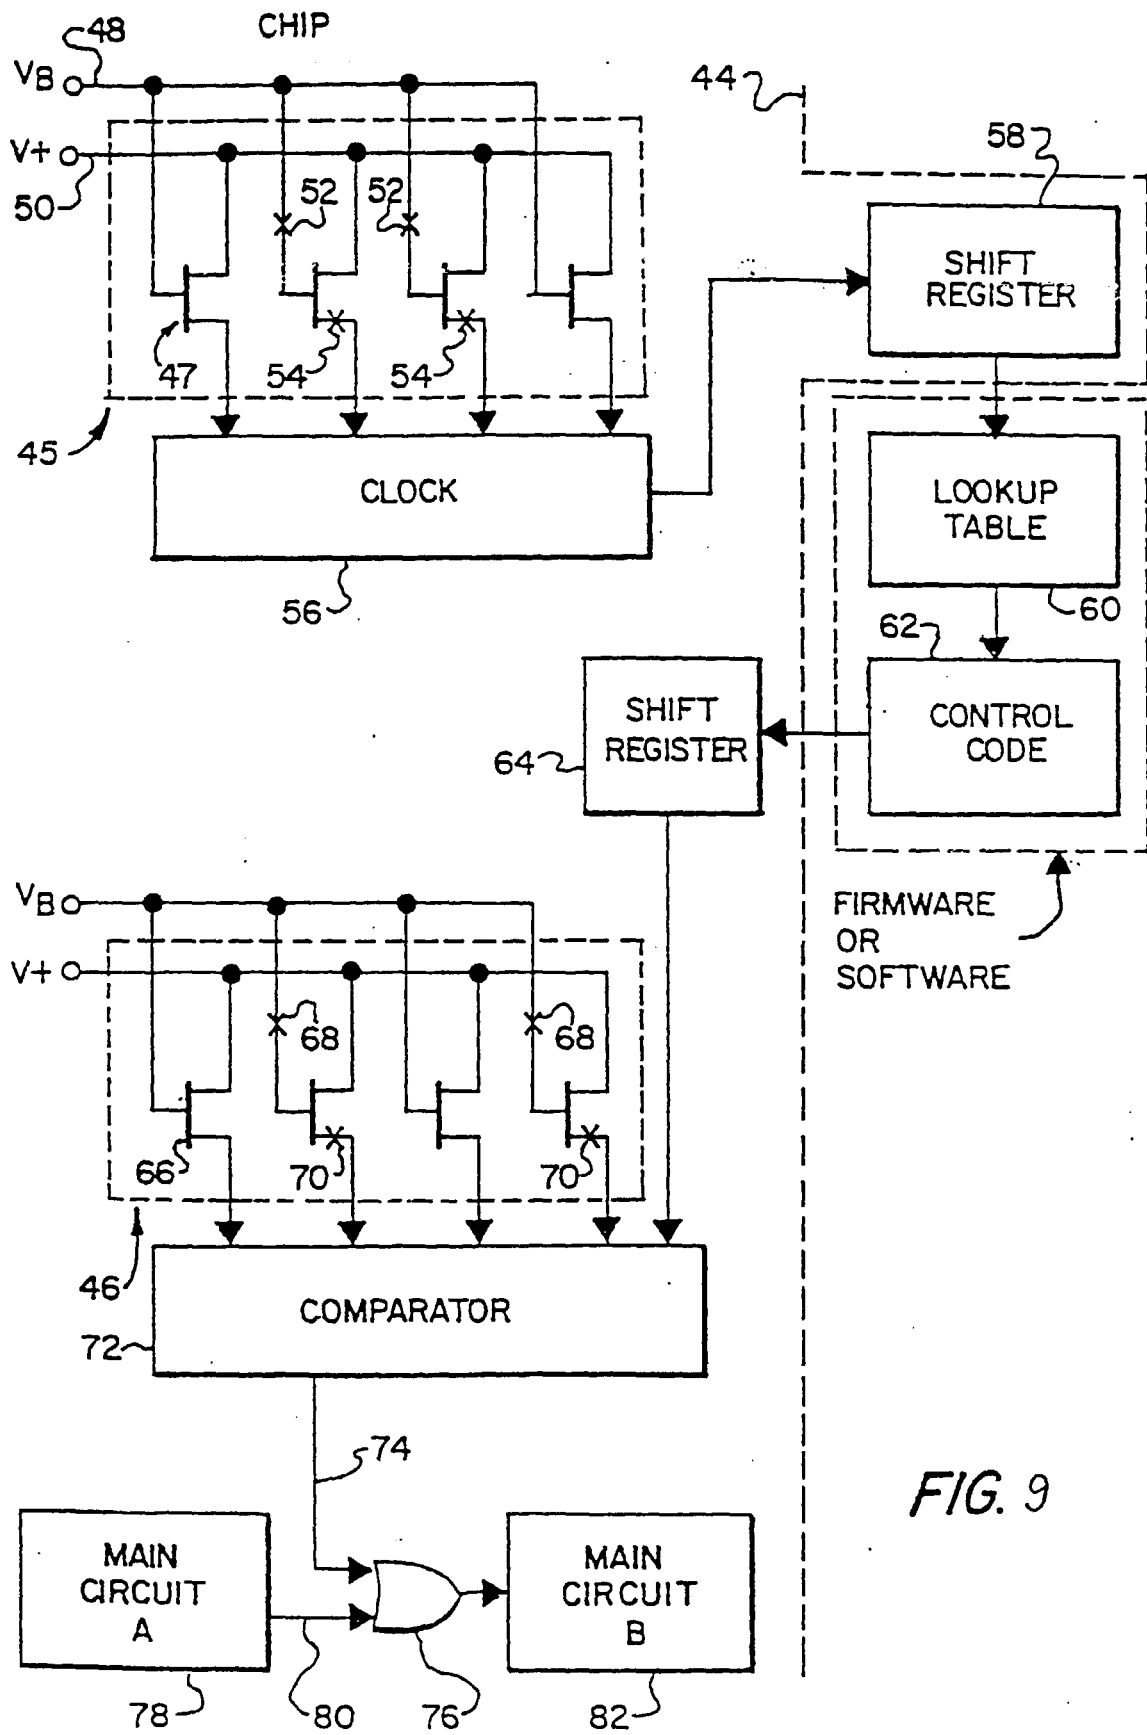 CHIP
48
VB
V+
50
52
52
47
54
54
45
CLOCK
56
44
58
SHIFT
REGISTER
LOOKUP
TABLE
60
62
CONTROL
CODE
SHIFT
REGISTER
64
FIRMWARE
OR
SOFTWARE
VB
V+
68
68
66
70
70
46
COMPARATOR
72
74
MAIN
CIRCUIT
A
78
80
76
MAIN
CIRCUIT
B
82
FIG. 9